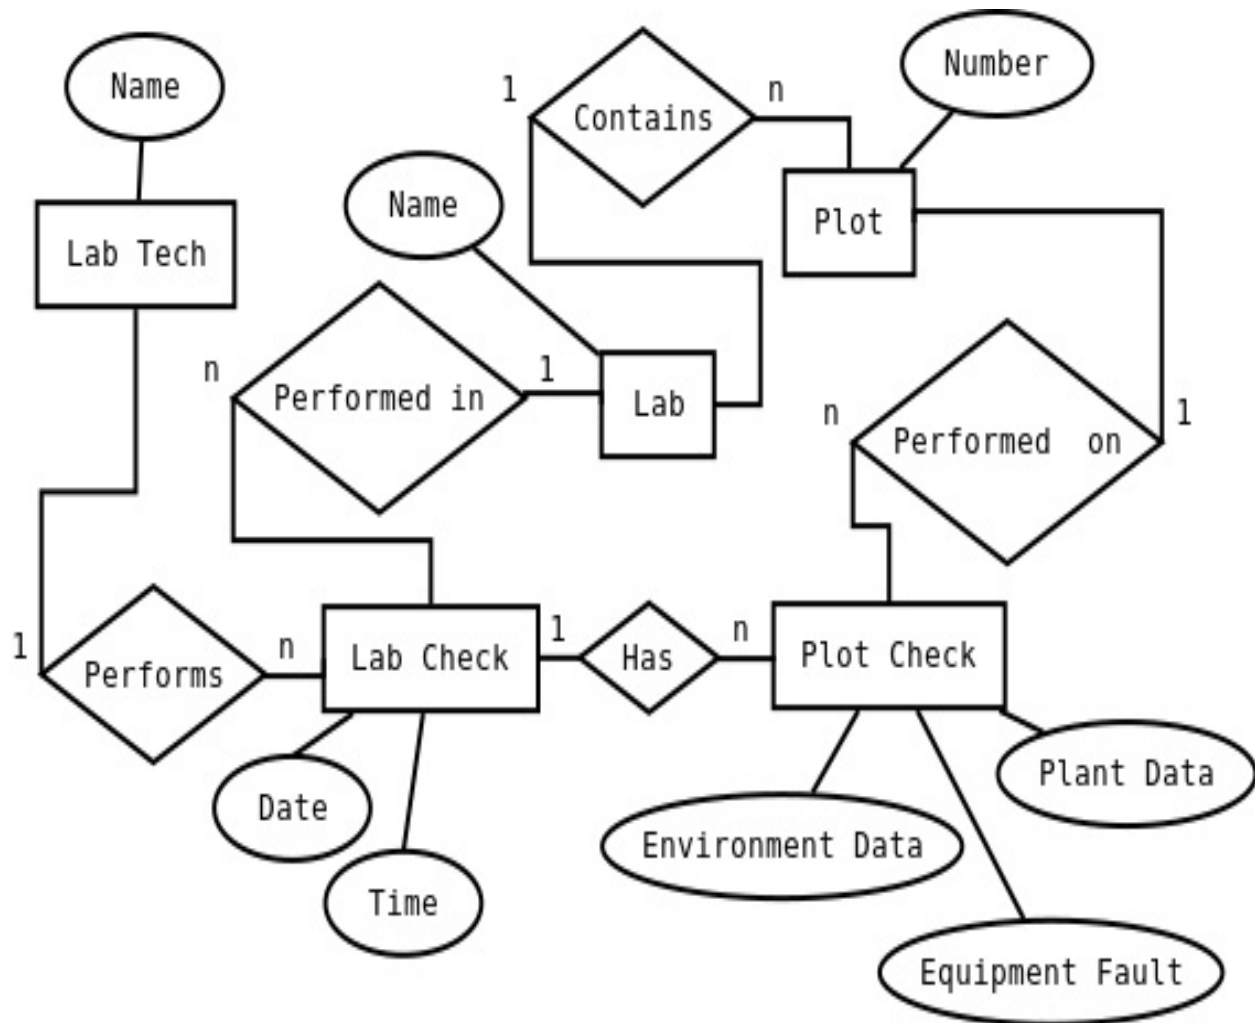 Number
Name
1
n
Contains
Name
Plot
Lab Tech
n
1
Performed in
Lab
n
1
Performed on
1
Performs
n
Lab Check
1
Has
n
Plot Check
Date
Time
Environment Data
Plant Data
Equipment Fault